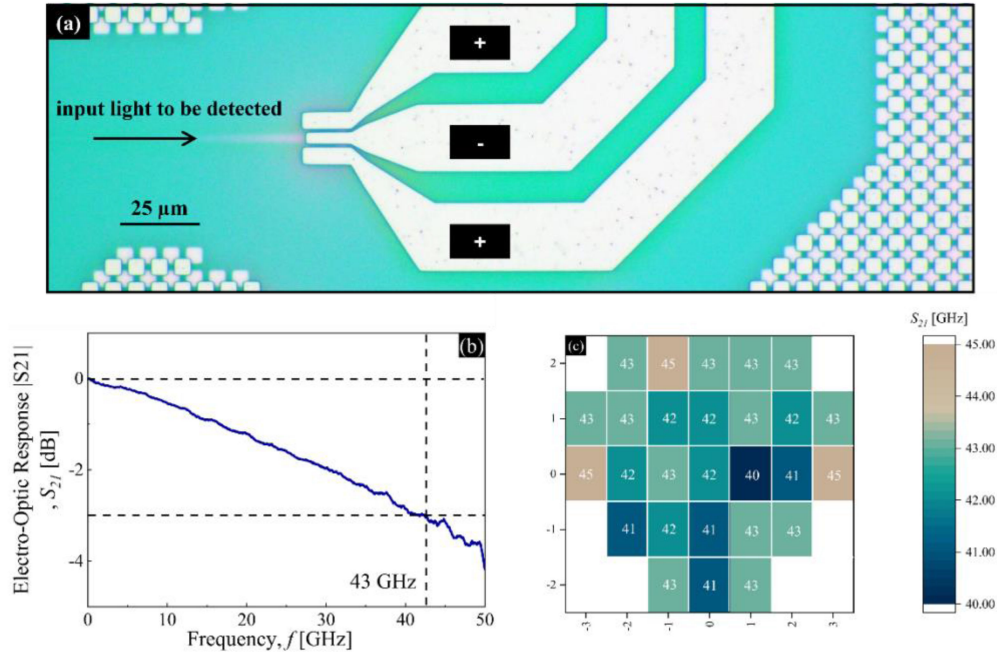 (a)
+
input light to be detected
-
25 µm
+
(b)
Electro-Optic Response |S21|
, S21 [dB]
0
-2
-4
43 GHz
0 10 20 30 40 50
Frequency, f [GHz]
(c)
2
1
0
-1
-2
43 45 43 43 43
43 43 42 42 43 42 43
45 42 43 42 40 41 45
41 42 41 43 43
43 41 43
-3 -2 -1 0 1 2 3
S21 [GHz]
45.00
44.00
43.00
42.00
41.00
40.00